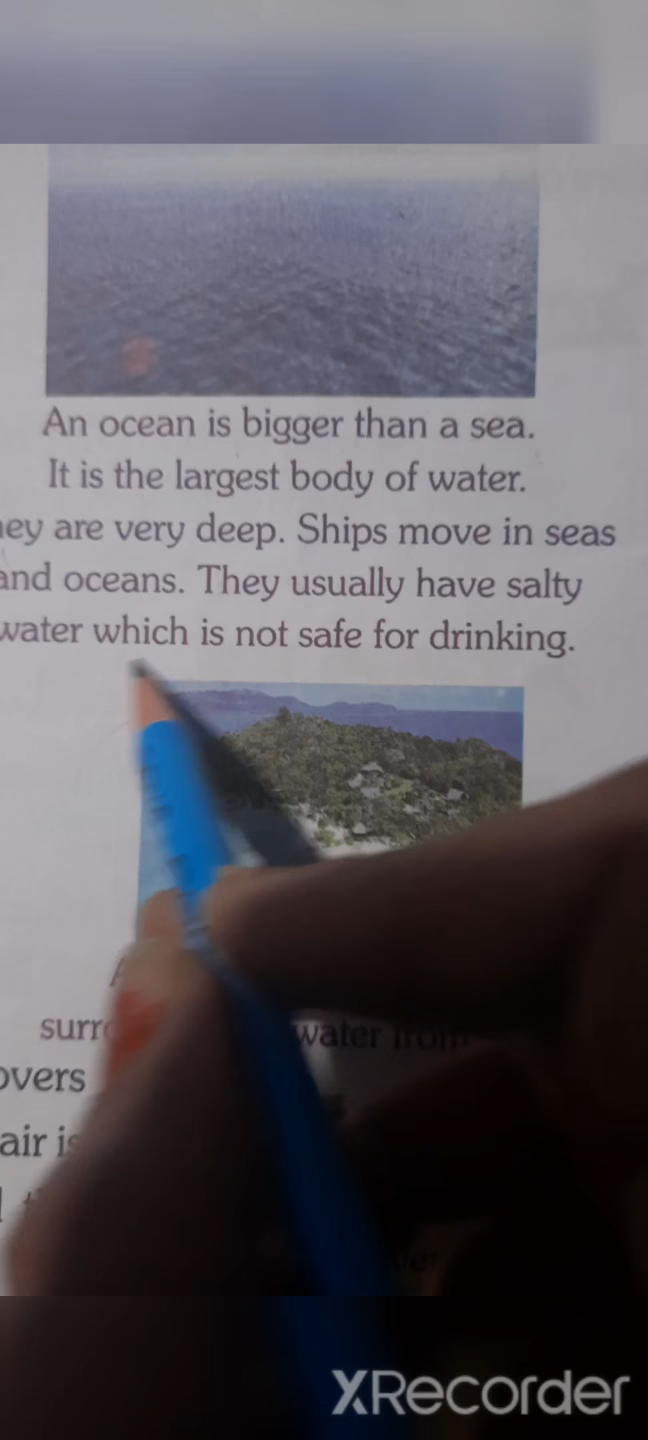 An ocean is bigger than a sea.
It is the largest body of water.
ey are very deep. Ships move in seas
and oceans. They usually have salty
water which is not safe for drinking.
A
surro water from
overs
air is
XRecorder